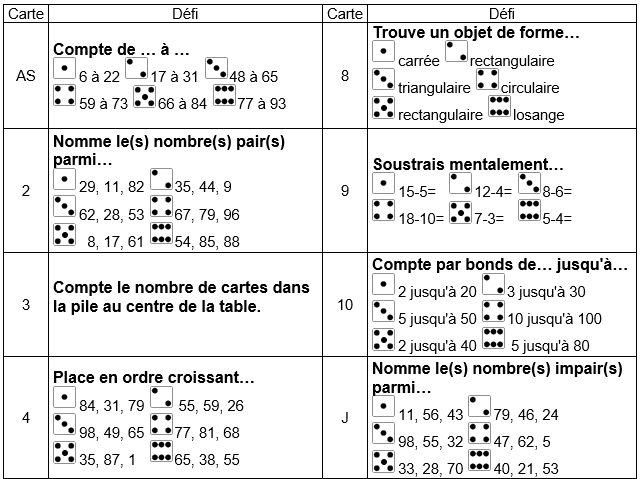 Carte Défi Carte Défi
AS
Compte de … à …
6 à 22 17 à 31 48 à 65
59 à 73 66 à 84 77 à 93
8
Trouve un objet de forme…
carrée rectangulaire
triangulaire circulaire
rectangulaire losange
2
Nomme le(s) nombre(s) pair(s)
parmi…
29, 11, 82 35, 44, 9
62, 28, 53 67, 79, 96
8, 17, 61 54, 85, 88
9
Soustrais mentalement…
15-5= 12-4= 8-6=
18-10= 7-3= 5-4=
3
Compte le nombre de cartes dans
la pile au centre de la table.
10
Compte par bonds de… jusqu'à…
2 jusqu'à 20 3 jusqu'à 30
5 jusqu'à 50 10 jusqu'à 100
2 jusqu'à 40 5 jusqu'à 80
4
Place en ordre croissant…
84, 31, 79 55, 59, 26
98, 49, 65 77, 81, 68
35, 87, 1 65, 38, 55
J
Nomme le(s) nombre(s) impair(s)
parmi…
11, 56, 43 79, 46, 24
98, 55, 32 47, 62, 5
33, 28, 70 40, 21, 53